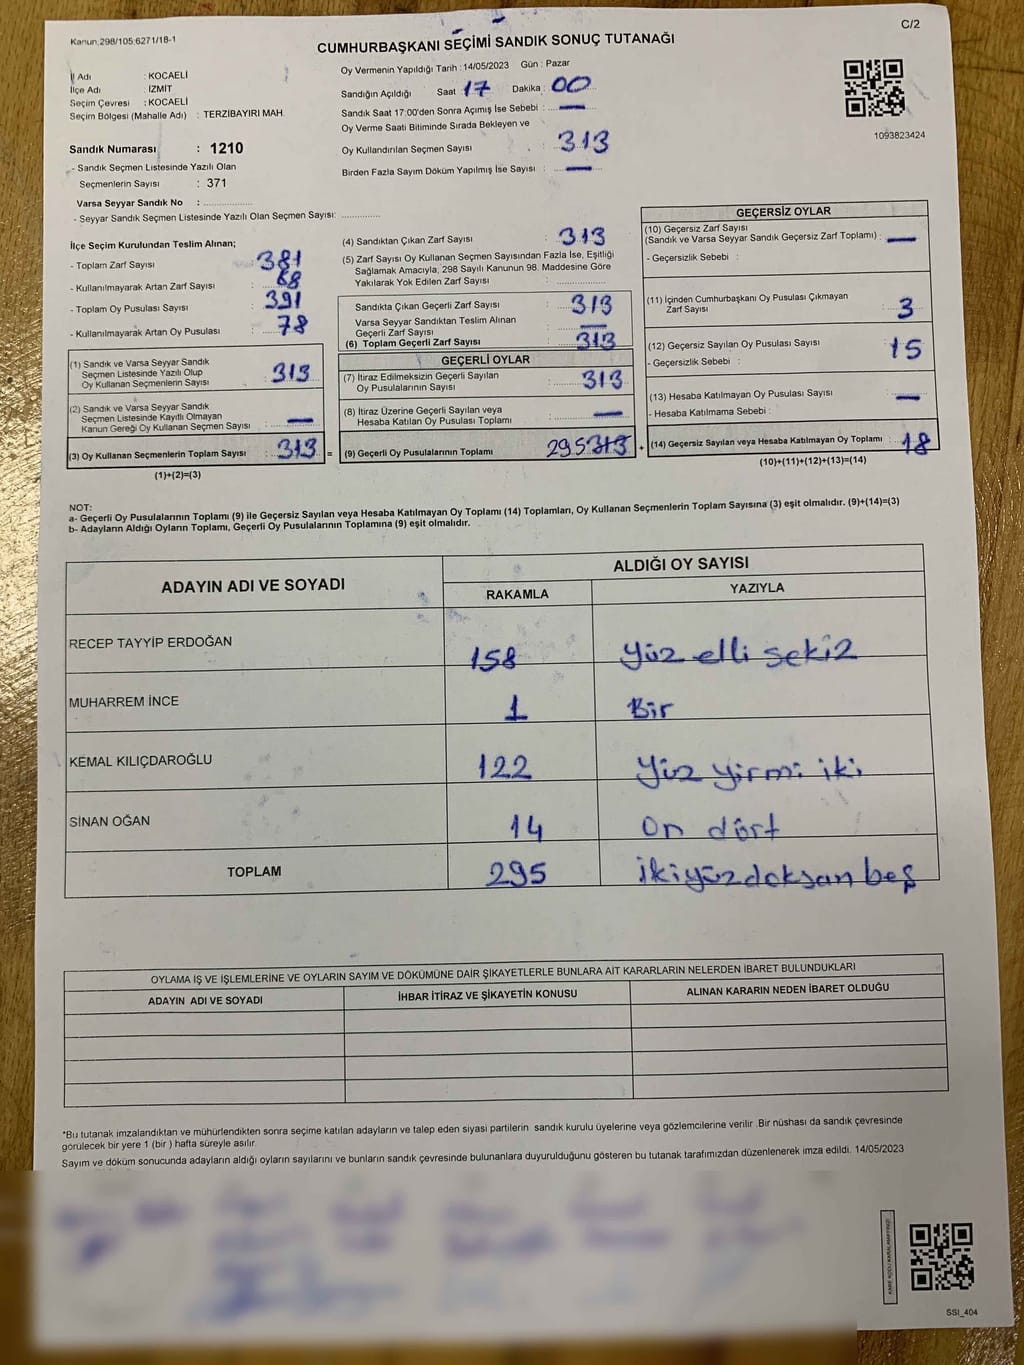 Kanun.298/105;6271/18-1
C/2
CUMHURBAŞKANI SEÇİMİ SANDIK SONUÇ TUTANAĞI
İl Adı : KOCAELİ
İlçe Adı : İZMİT
Seçim Çevresi : KOCAELİ
Seçim Bölgesi (Mahalle Adı) : TERZİBAYIRI MAH.
Sandık Numarası : 1210
- Sandık Seçmen Listesinde Yazılı Olan
Seçmenlerin Sayısı : 371
Varsa Seyyar Sandık No :
- Seyyar Sandık Seçmen Listesinde Yazılı Olan Seçmen Sayısı:
Oy Vermenin Yapıldığı Tarih : 14/05/2023 Gün : Pazar
Sandığın Açıldığı Saat : 17 Dakika : 00
Sandık Saat 17:00'den Sonra Açımış İse Sebebi : —
Oy Verme Saati Bitiminde Sırada Bekleyen ve
Oy Kullandırılan Seçmen Sayısı : 313
Birden Fazla Sayım Döküm Yapılmış İse Sayısı : —
1093823424
İlçe Seçim Kurulundan Teslim Alınan;
- Toplam Zarf Sayısı : 381
- Kullanılmayarak Artan Zarf Sayısı : 68
- Toplam Oy Pusulası Sayısı : 391
- Kullanılmayarak Artan Oy Pusulası : 78
(1) Sandık ve Varsa Seyyar Sandık
Seçmen Listesinde Yazılı Olup
Oy Kullanan Seçmenlerin Sayısı : 313
(2) Sandık ve Varsa Seyyar Sandık
Seçmen Listesinde Kayıtlı Olmayan
Kanun Gereği Oy Kullanan Seçmen Sayısı : —
(3) Oy Kullanan Seçmenlerin Toplam Sayısı : 313 =
(1)+(2)=(3)
(4) Sandıktan Çıkan Zarf Sayısı : 313
(5) Zarf Sayısı Oy Kullanan Seçmen Sayısından Fazla İse, Eşitliği
Sağlamak Amacıyla, 298 Sayılı Kanunun 98. Maddesine Göre
Yakılarak Yok Edilen Zarf Sayısı :
Sandıkta Çıkan Geçerli Zarf Sayısı : 313
Varsa Seyyar Sandıktan Teslim Alınan
Geçerli Zarf Sayısı : —
(6) Toplam Geçerli Zarf Sayısı : 313
GEÇERLİ OYLAR
(7) İtiraz Edilmeksizin Geçerli Sayılan
Oy Pusulalarının Sayısı : 313
(8) İtiraz Üzerine Geçerli Sayılan veya
Hesaba Katılan Oy Pusulası Toplamı : —
(9) Geçerli Oy Pusulalarının Toplamı 295 313 +
GEÇERSİZ OYLAR
(10) Geçersiz Zarf Sayısı
(Sandık ve Varsa Seyyar Sandık Geçersiz Zarf Toplamı) : —
- Geçersizlik Sebebi :
(11) İçinden Cumhurbaşkanı Oy Pusulası Çıkmayan
Zarf Sayısı : 3
(12) Geçersiz Sayılan Oy Pusulası Sayısı : 15
- Geçersizlik Sebebi :
(13) Hesaba Katılmayan Oy Pusulası Sayısı : —
- Hesaba Katılmama Sebebi :
(14) Geçersiz Sayılan veya Hesaba Katılmayan Oy Toplamı : 18
(10)+(11)+(12)+(13)=(14)
NOT:
a- Geçerli Oy Pusulalarının Toplamı (9) ile Geçersiz Sayılan veya Hesaba Katılmayan Oy Toplamı (14) Toplamları, Oy Kullanan Seçmenlerin Toplam Sayısına (3) eşit olmalıdır. (9)+(14)=(3)
b- Adayların Aldığı Oyların Toplamı, Geçerli Oy Pusulalarının Toplamına (9) eşit olmalıdır.
ADAYIN ADI VE SOYADI
ALDIĞI OY SAYISI
RAKAMLA YAZIYLA
RECEP TAYYİP ERDOĞAN 158 yüz elli sekiz
MUHARREM İNCE 1 Bir
KEMAL KILIÇDAROĞLU 122 yüz yirmi iki
SİNAN OĞAN 14 On dört
TOPLAM 295 ikiyüzdoksan beş
OYLAMA İŞ VE İŞLEMLERİNE VE OYLARIN SAYIM VE DÖKÜMÜNE DAİR ŞİKAYETLERLE BUNLARA AİT KARARLARIN NELERDEN İBARET BULUNDUKLARI
ADAYIN ADI VE SOYADI İHBAR İTİRAZ VE ŞİKAYETİN KONUSU ALINAN KARARIN NEDEN İBARET OLDUĞU
*Bu tutanak imzalandıktan ve mühürlendikten sonra seçime katılan adayların ve talep eden siyasi partilerin sandık kurulu üyelerine veya gözlemcilerine verilir .Bir nüshası da sandık çevresinde
görülecek bir yere 1 (bir ) hafta süreyle asılır.
Sayım ve döküm sonucunda adayların aldığı oyların sayılarını ve bunların sandık çevresinde bulunanlara duyurulduğunu gösteren bu tutanak tarafımızdan düzenlenerek imza edildi. 14/05/2023
SSI_404